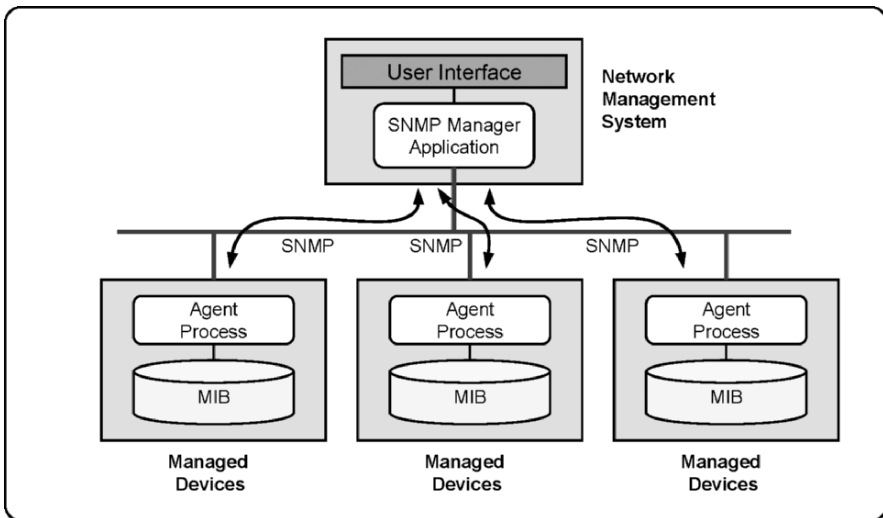 User Interface
SNMP Manager
Application
Network
Management
System
SNMP
SNMP
SNMP
Agent
Process
MIB
Agent
Process
MIB
Agent
Process
MIB
Managed
Devices
Managed
Devices
Managed
Devices